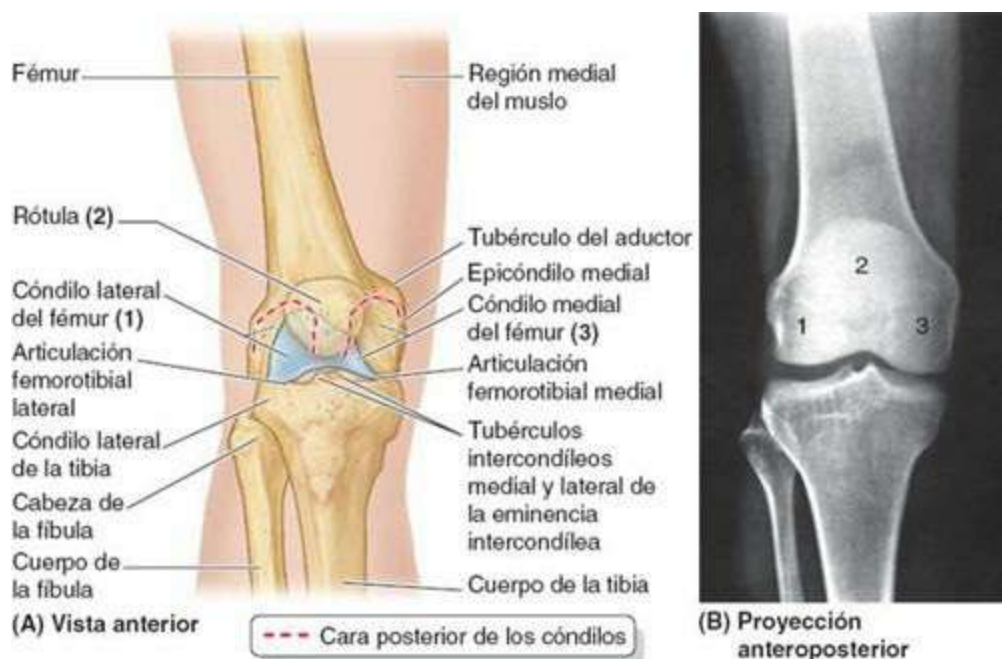 Fémur
Rótula (2)
Cóndilo lateral
del fémur (1)
Articulación
femorotibial
lateral
Cóndilo lateral
de la tibia
Cabeza de
la fíbula
Cuerpo de
la fíbula
(A) Vista anterior
Región medial
del muslo
Tubérculo del aductor
Epicóndilo medial
Cóndilo medial
del fémur (3)
Articulación
femorotibial medial
Tubérculos
intercondíleos
medial y lateral de
la eminencia
intercondílea
Cuerpo de la tibia
Cara posterior de los cóndilos
2
1
3
(B) Proyección
anteroposterior